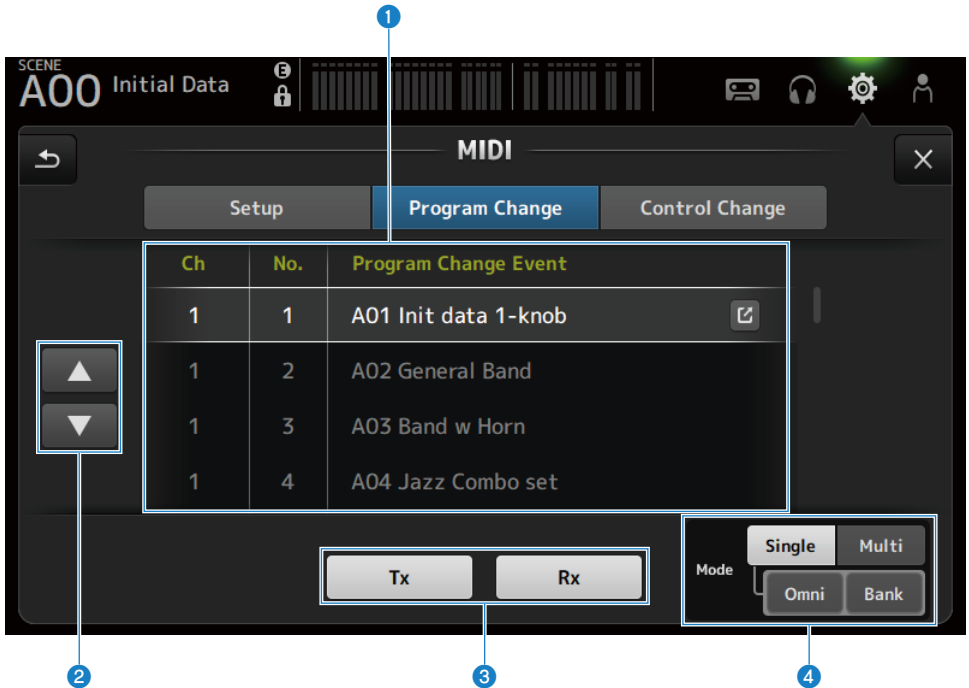 1
SCENE
A00 Initial Data
E
MIDI
Setup Program Change Control Change
Ch No. Program Change Event
1 1 A01 Init data 1-knob
1 2 A02 General Band
1 3 A03 Band w Horn
1 4 A04 Jazz Combo set
Mode Single Multi
Omni Bank
Tx Rx
2 3 4